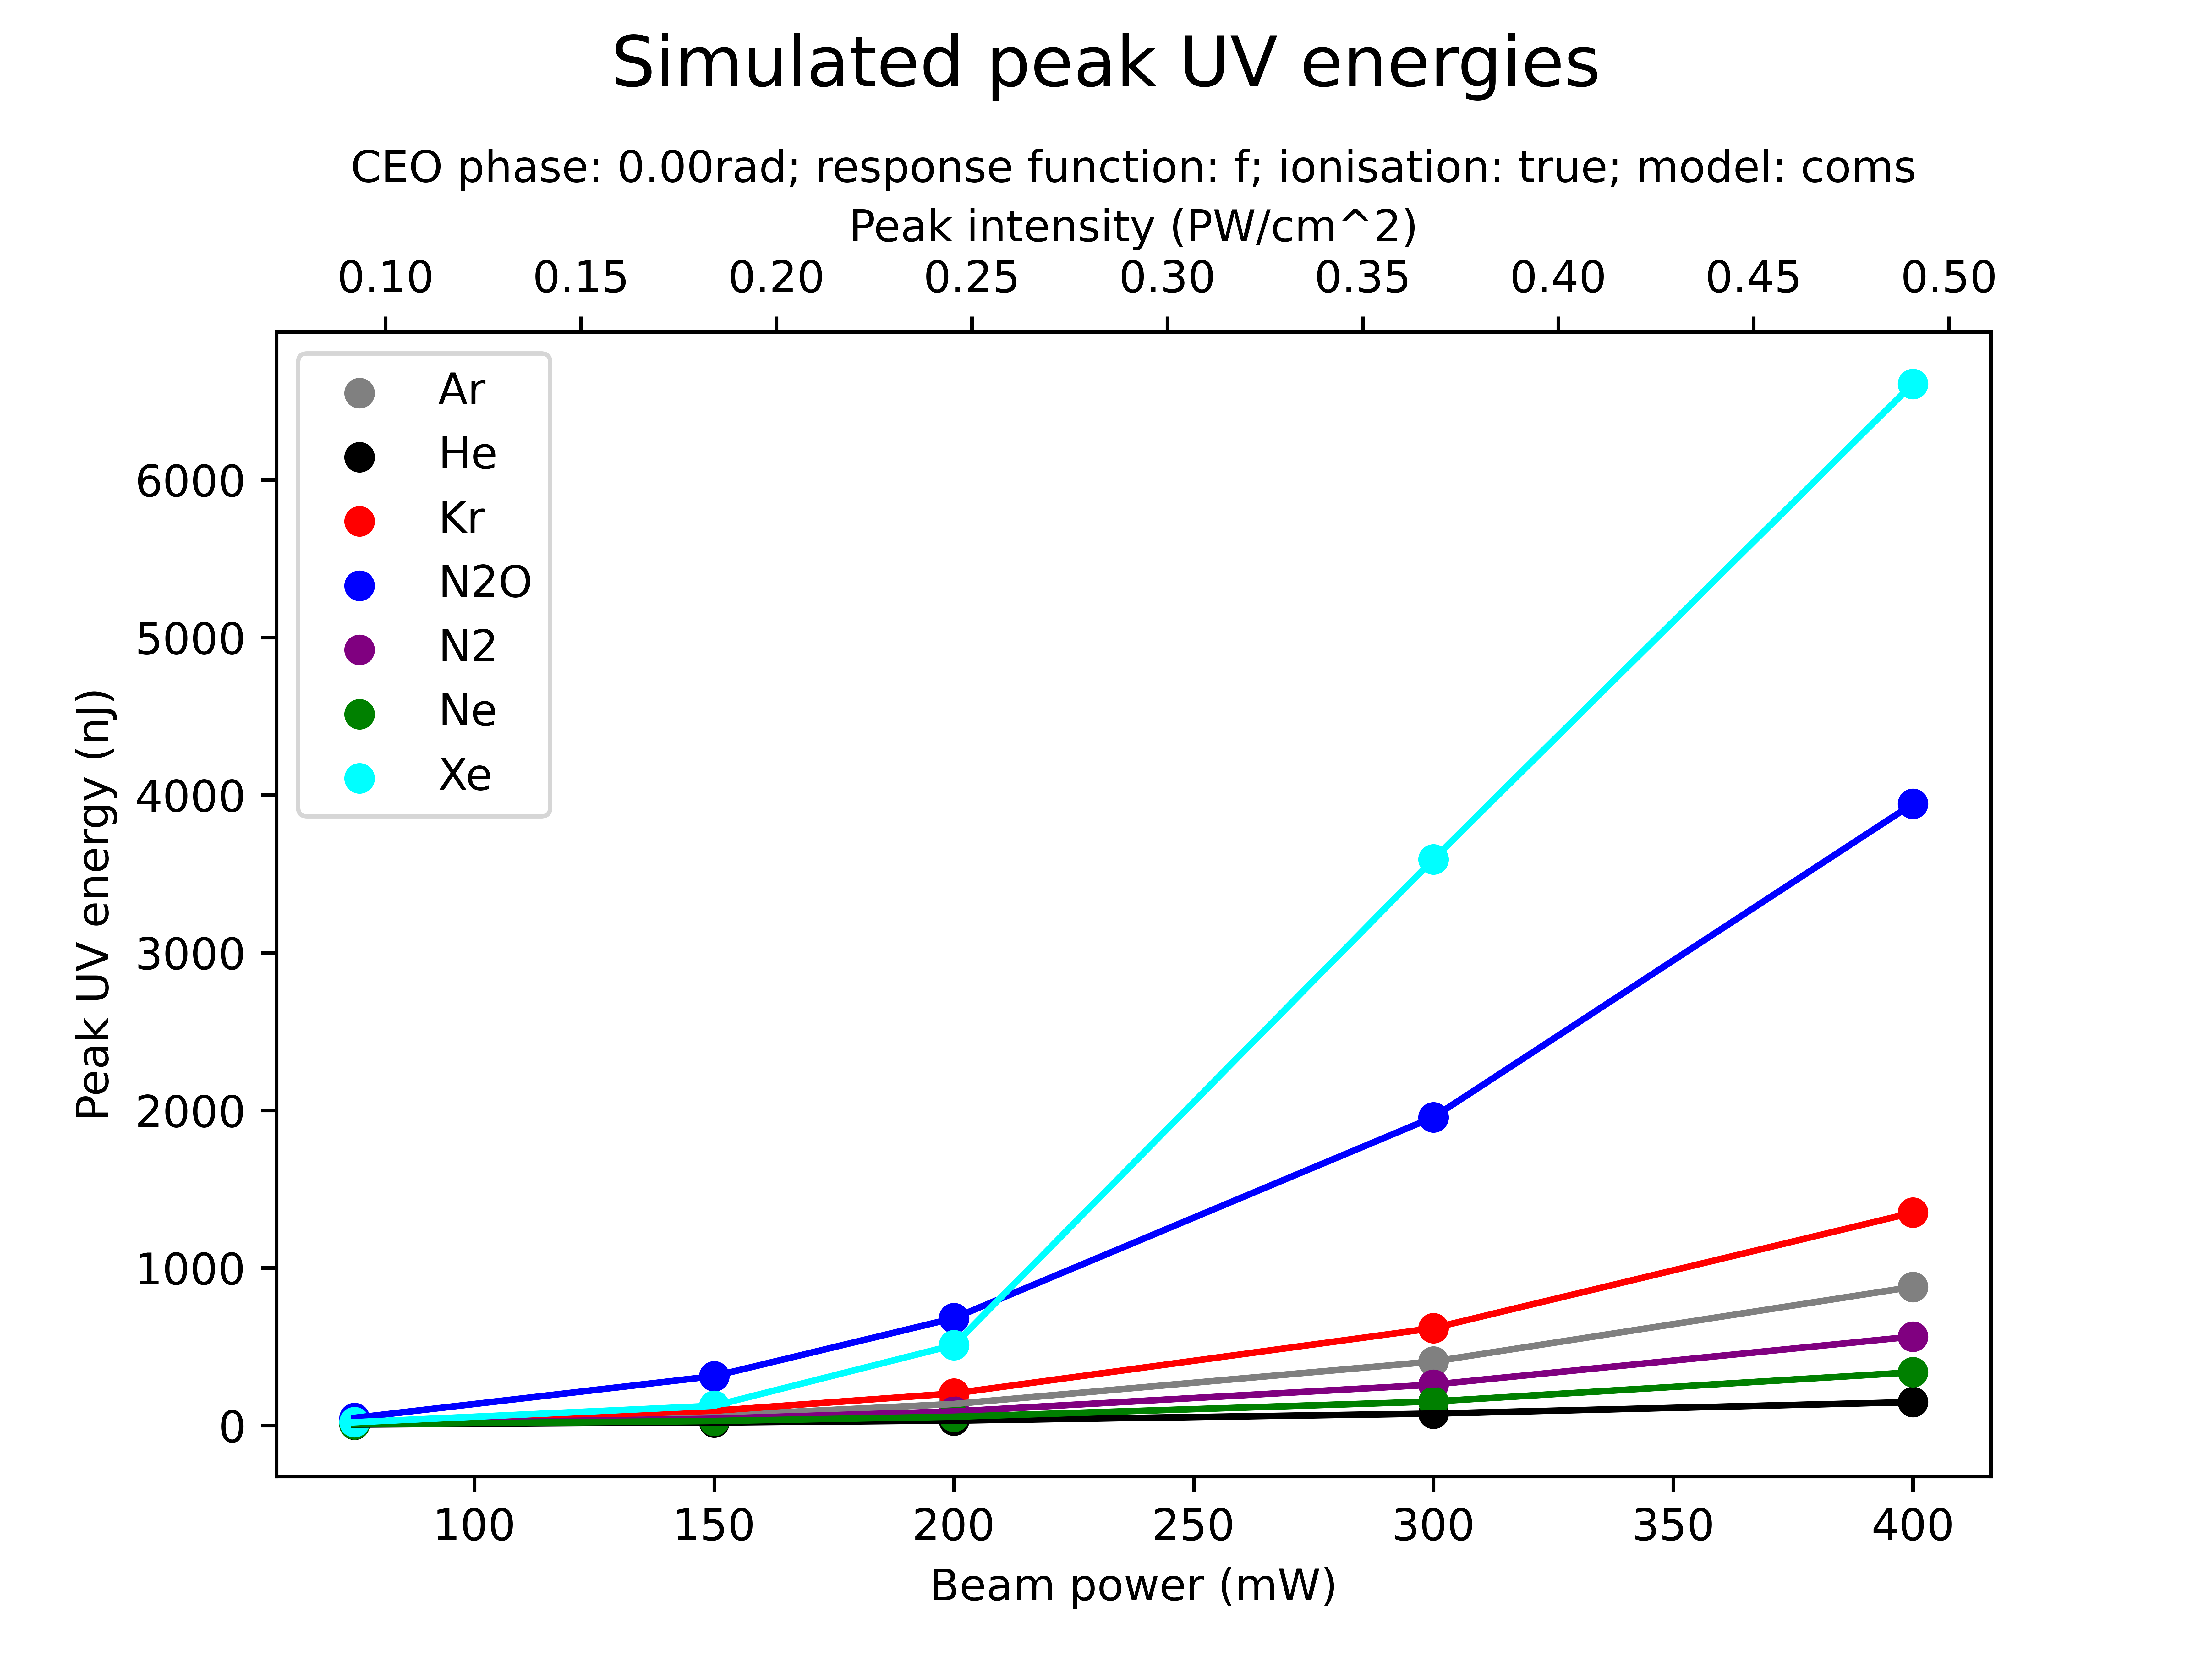 Simulated peak UV energies
CEO phase: 0.00rad; response function: f; ionisation: true; model: coms
Peak intensity (PW/cm^2)
0.10 0.15 0.20 0.25 0.30 0.35 0.40 0.45 0.50
Ar
He
Kr
N2O
N2
Ne
Xe
Peak UV energy (nJ)
6000
5000
4000
3000
2000
1000
0
100 150 200 250 300 350 400
Beam power (mW)